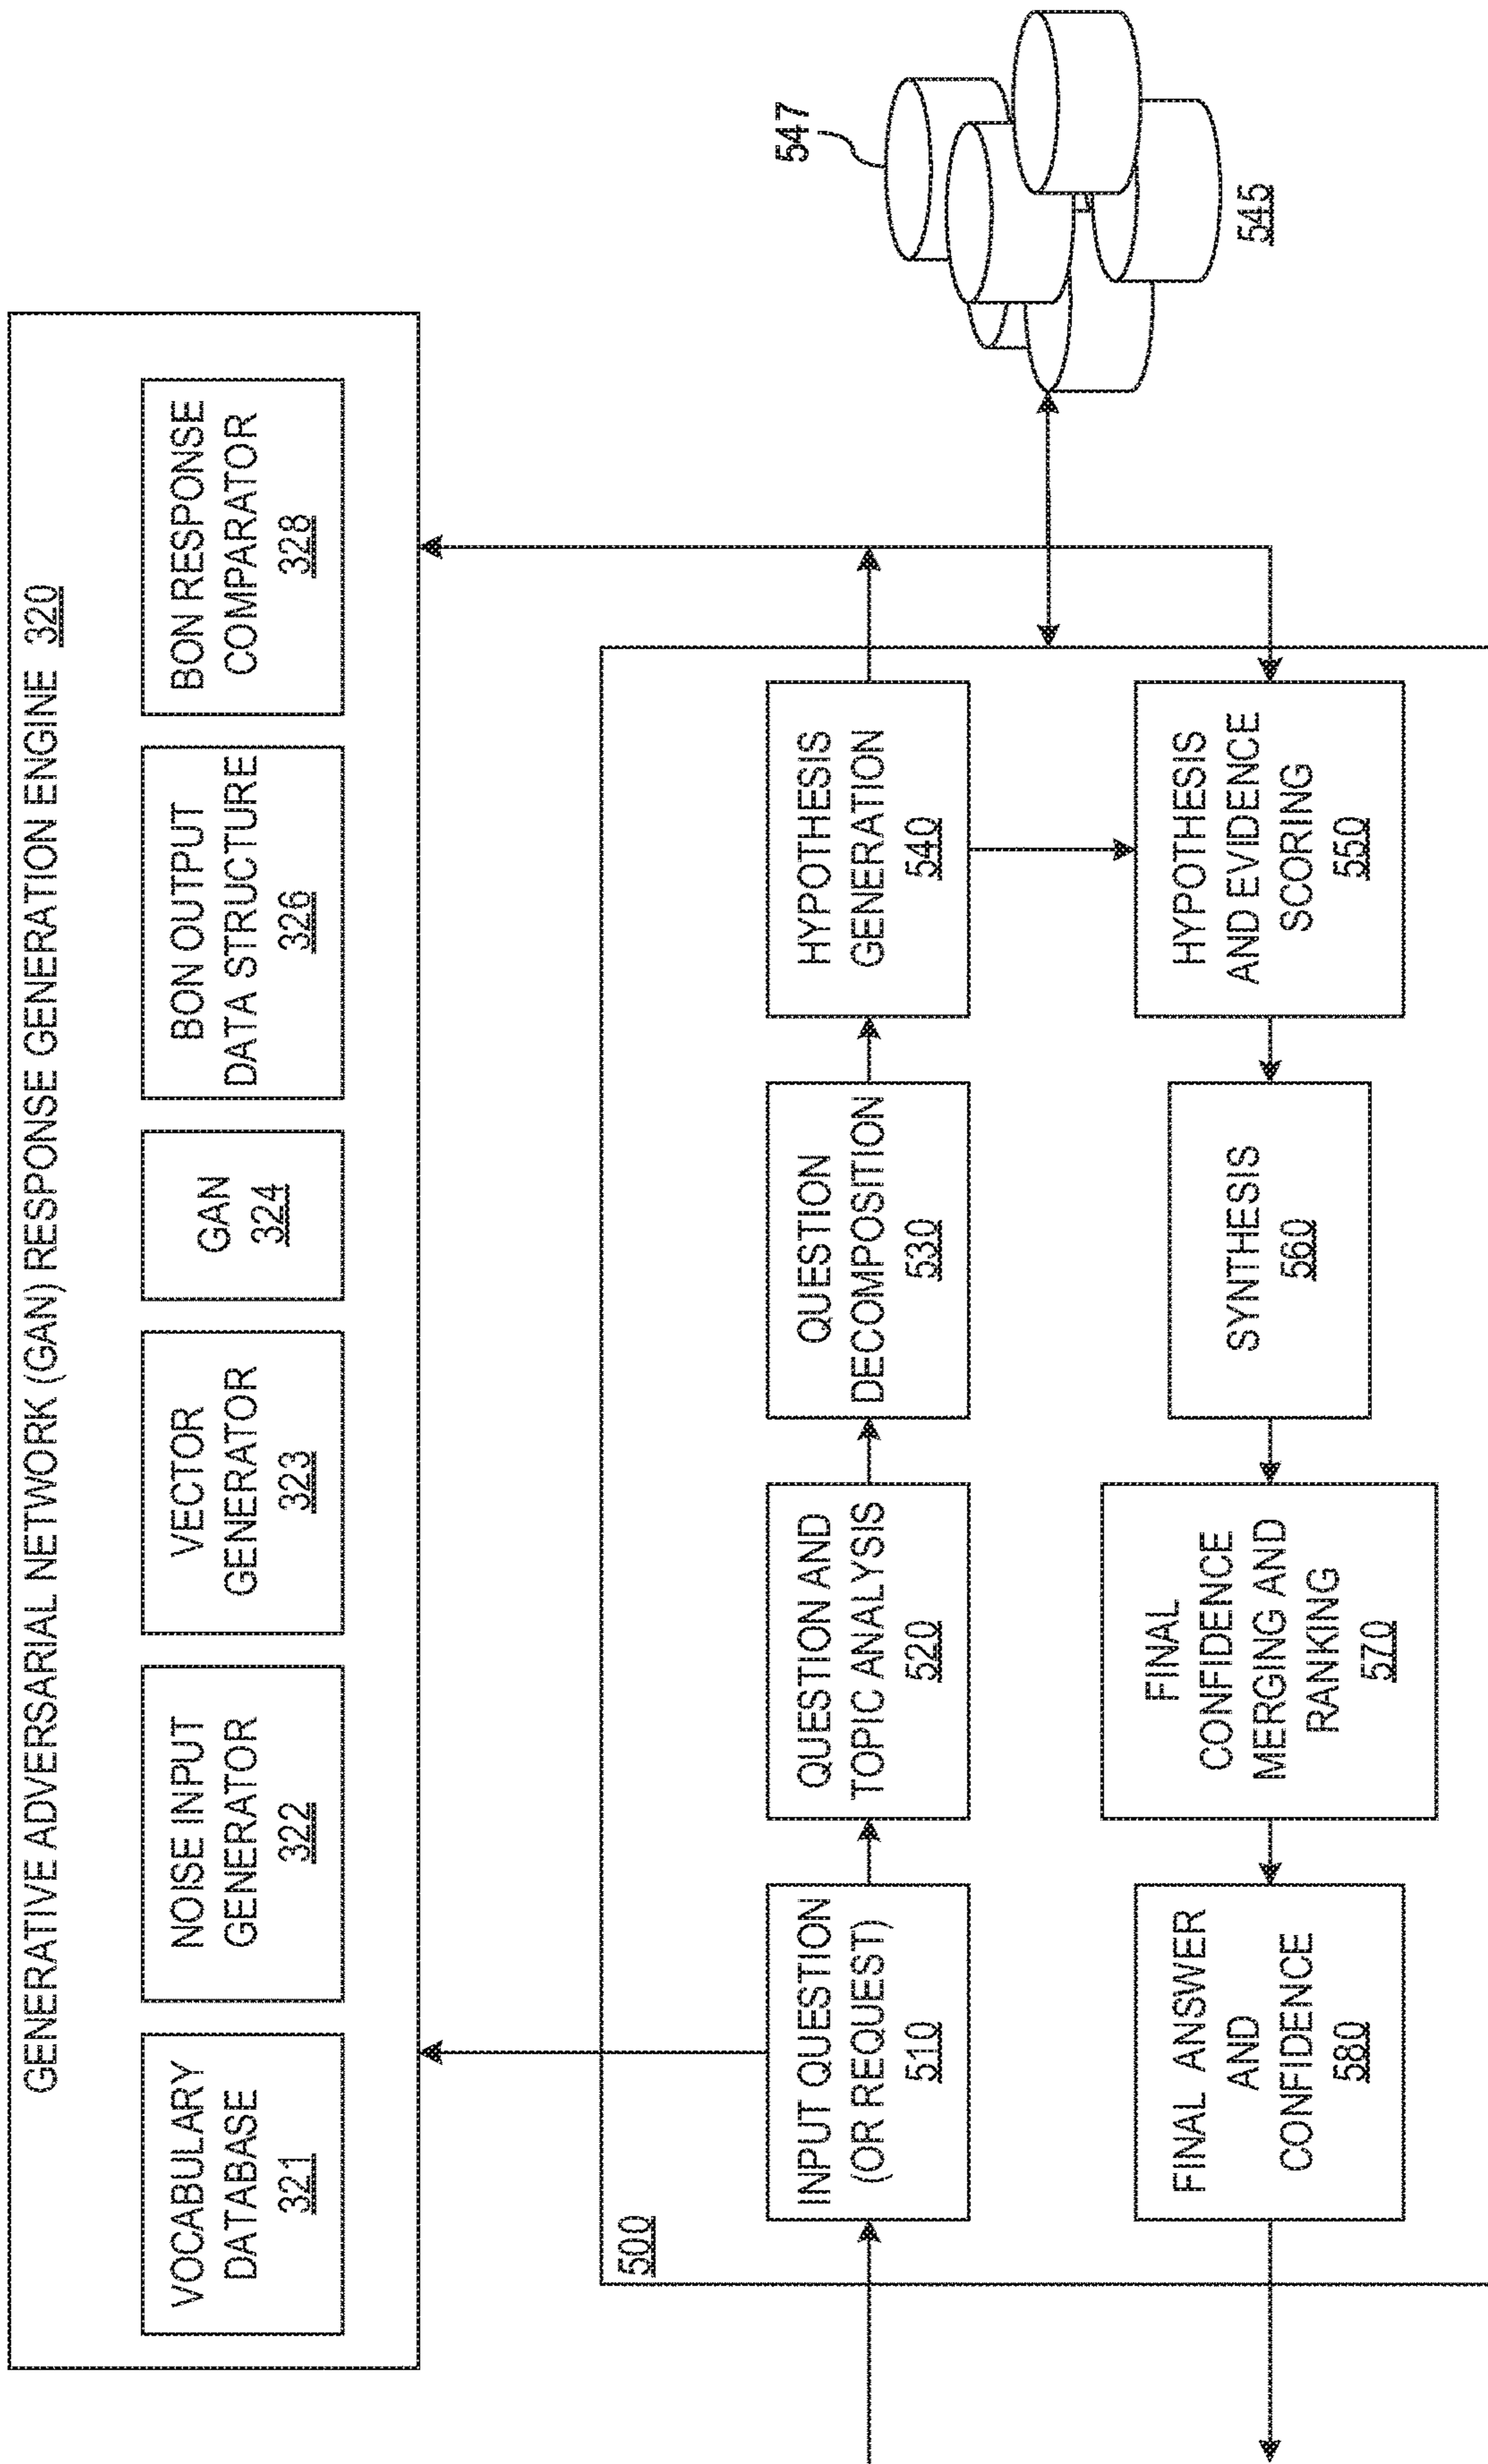 GENERATIVE ADVERSARIAL NETWORK (GAN) RESPONSE GENERATION ENGINE 320
VOCABULARY
DATABASE
321
NOISE INPUT
GENERATOR
322
VECTOR
GENERATOR
323
GAN
324
BON OUTPUT
DATA STRUCTURE
326
BON RESPONSE
COMPARATOR
328
500
INPUT QUESTION
(OR REQUEST)
510
QUESTION AND
TOPIC ANALYSIS
520
QUESTION
DECOMPOSITION
530
HYPOTHESIS
GENERATION
540
547
545
FINAL ANSWER
AND
CONFIDENCE
580
FINAL
CONFIDENCE
MERGING AND
RANKING
570
SYNTHESIS
560
HYPOTHESIS
AND EVIDENCE
SCORING
550